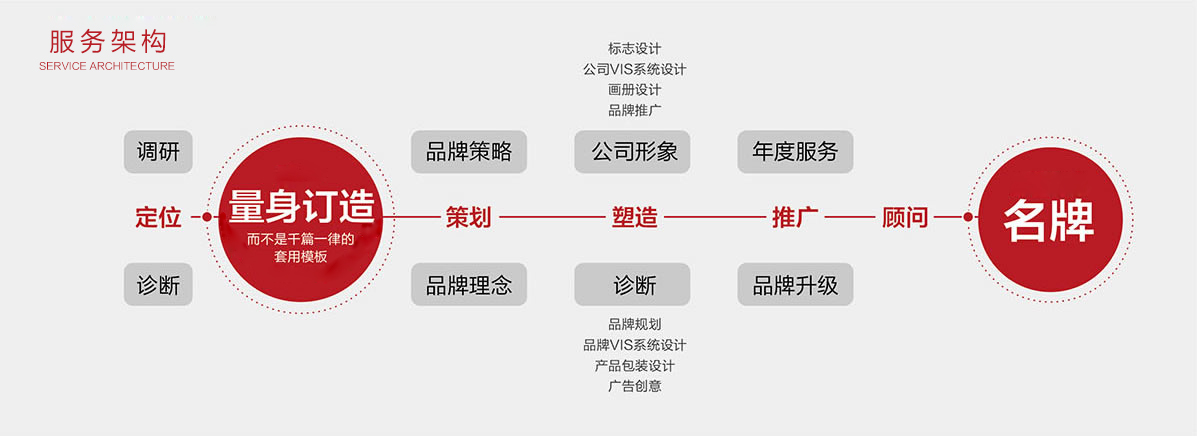 服务架构
SERVICE ARCHITECTURE
标志设计
公司VIS系统设计
画册设计
品牌推广
调研
品牌策略
公司形象
年度服务
定位
量身订造
而不是千篇一律的
套用模板
策划
塑造
推广
顾问
名牌
诊断
品牌理念
诊断
品牌升级
品牌规划
品牌VIS系统设计
产品包装设计
广告创意